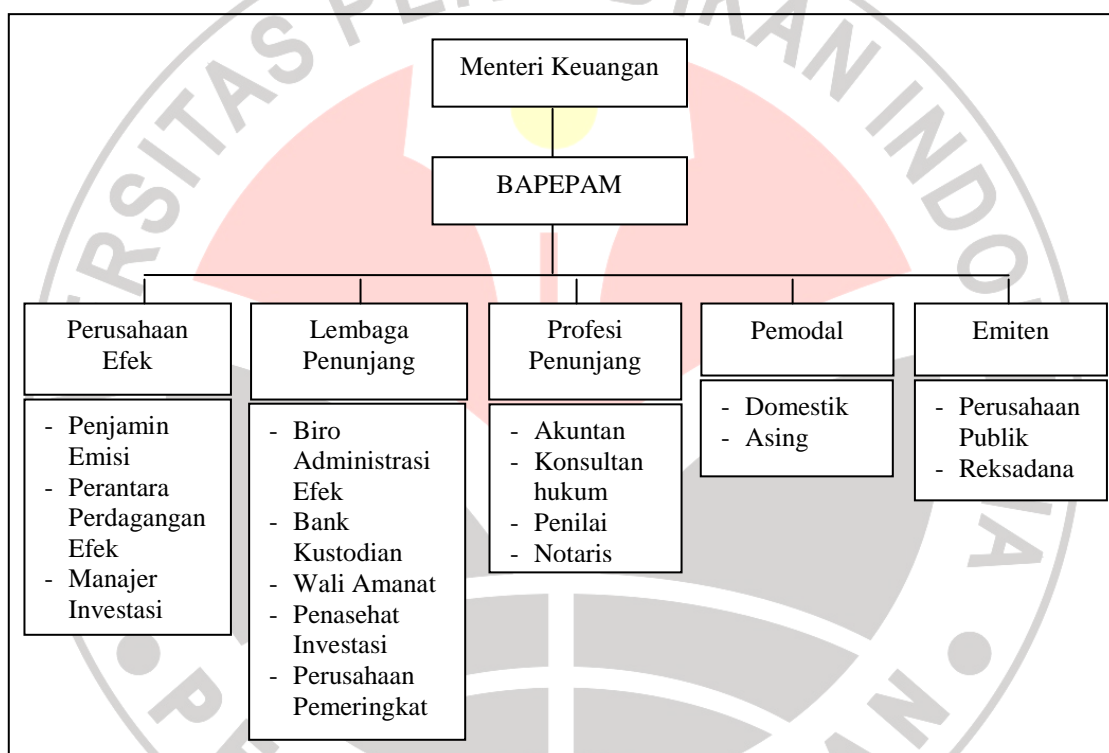 Menteri Keuangan
BAPEPAM
Perusahaan
Efek
- Penjamin
Emisi
- Perantara
Perdagangan
Efek
- Manajer
Investasi
Lembaga
Penunjang
- Biro
Administrasi
Efek
- Bank
Kustodian
- Wali Amanat
- Penasehat
Investasi
- Perusahaan
Pemeringkat
Profesi
Penunjang
- Akuntan
- Konsultan
hukum
- Penilai
- Notaris
Pemodal
- Domestik
- Asing
Emiten
- Perusahaan
Publik
- Reksadana